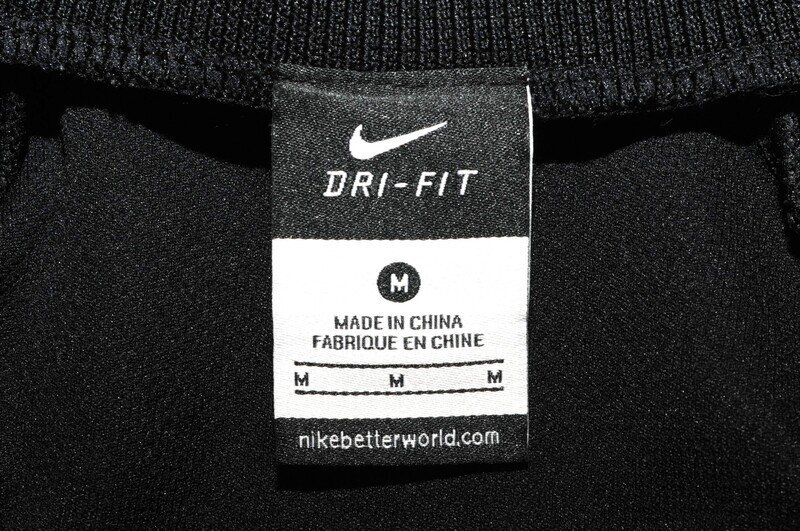 DRI-FIT
M
MADE IN CHINA
FABRIQUE EN CHINE
M M M
nikebetterworld.com